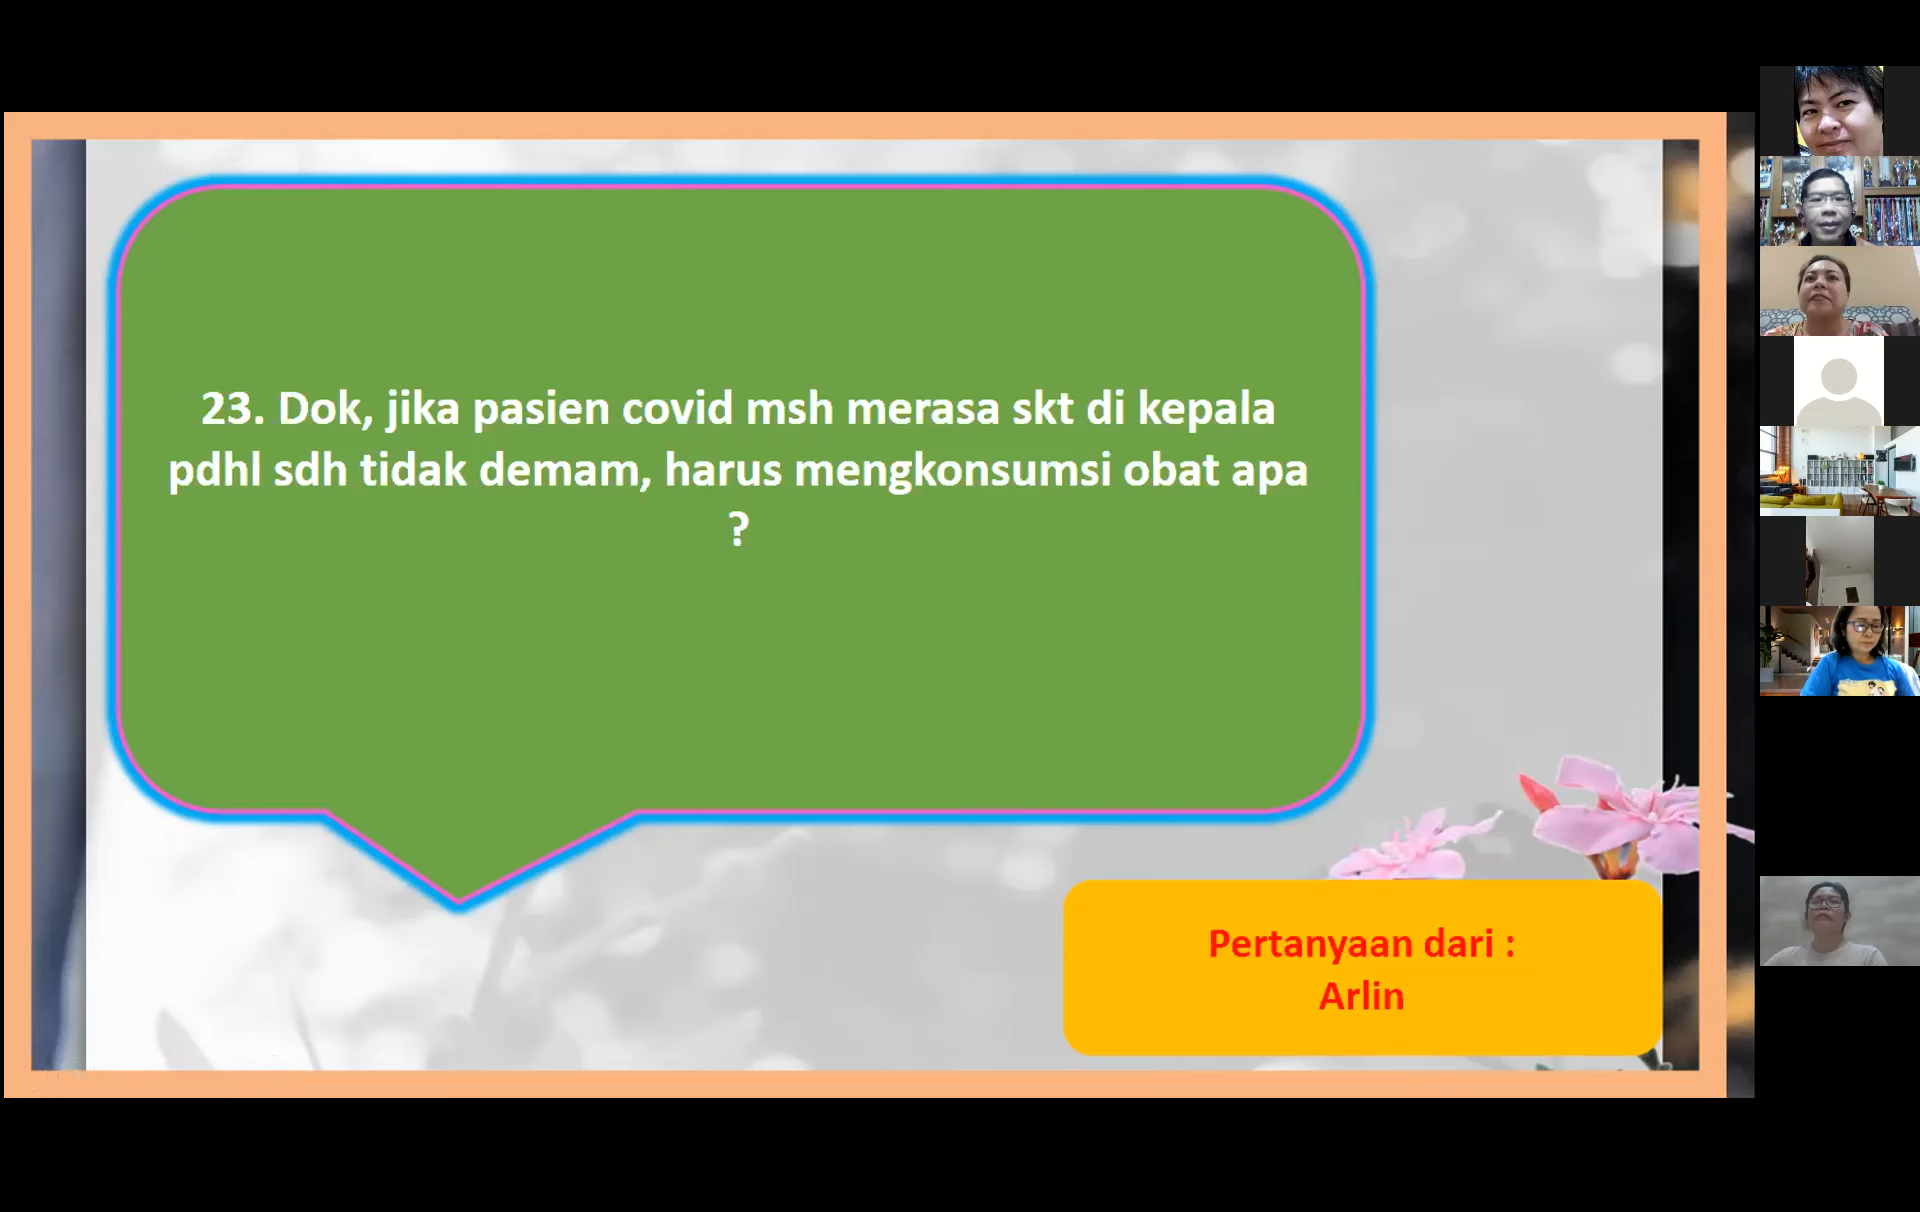 23. Dok, jika pasien covid msh merasa skt di kepala
pdhl sdh tidak demam, harus mengkonsumsi obat apa
?
Pertanyaan dari :
Arlin